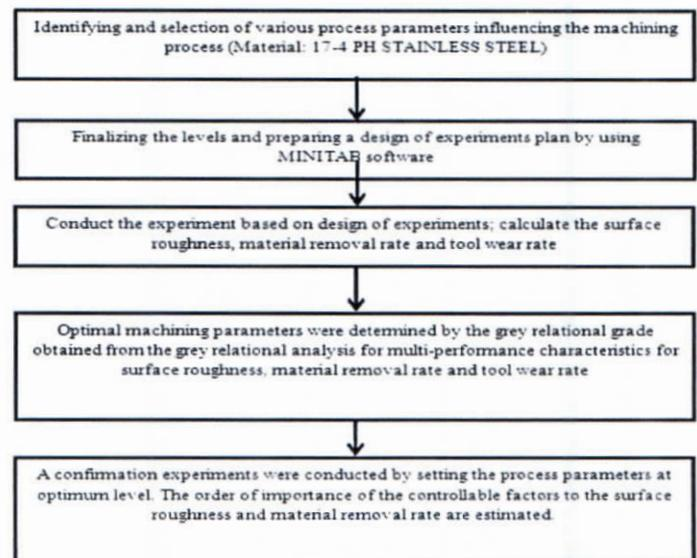 Identifying and selection of various process parameters influencing the machining
process (Material: 17-4 PH STAINLESS STEEL)
Finalizing the levels and preparing a design of experiments plan by using
MINITAB software
Conduct the experiment based on design of experiments; calculate the surface
roughness, material removal rate and tool wear rate
Optimal machining parameters were determined by the grey relational grade
obtained from the grey relational analysis for multi-performance characteristics for
surface roughness, material removal rate and tool wear rate
A confirmation experiments were conducted by setting the process parameters at
optimum level. The order of importance of the controllable factors to the surface
roughness and material removal rate are estimated.